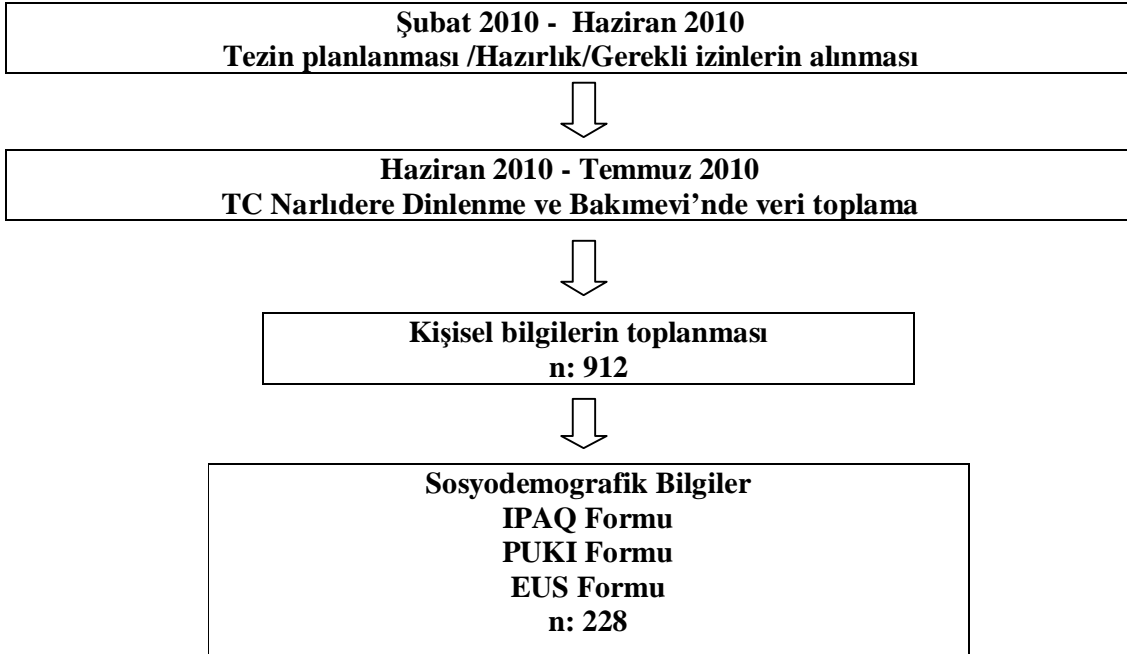 Şubat 2010 - Haziran 2010
Tezin planlanması /Hazırlık/Gerekli izinlerin alınması
Haziran 2010 - Temmuz 2010
TC Narlıdere Dinlenme ve Bakımevi’nde veri toplama
Kişisel bilgilerin toplanması
n: 912
Sosyodemografik Bilgiler
IPAQ Formu
PUKI Formu
EUS Formu
n: 228